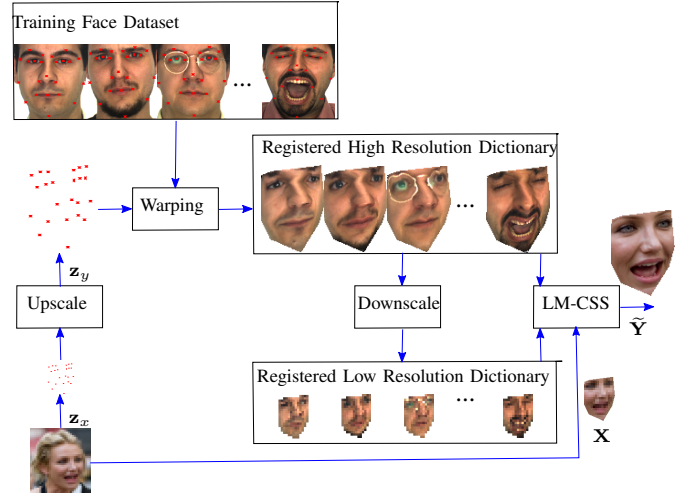 Training Face Dataset
...
Registered High Resolution Dictionary
Warping
...
z_y
Upscale
Downscale
LM-CSS
Ỹ
Registered Low Resolution Dictionary
...
z_x
X